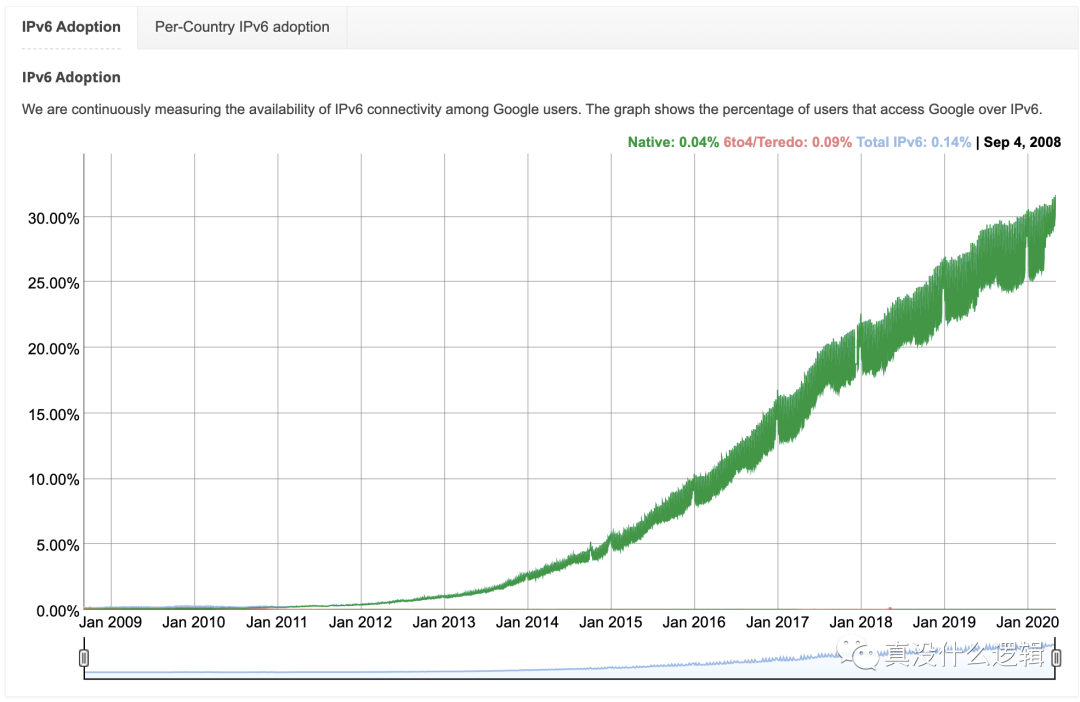 IPv6 Adoption
Per-Country IPv6 adoption
IPv6 Adoption
We are continuously measuring the availability of IPv6 connectivity among Google users. The graph shows the percentage of users that access Google over IPv6.
Native: 0.04% 6to4/Teredo: 0.09% Total IPv6: 0.14% | Sep 4, 2008
30.00%
25.00%
20.00%
15.00%
10.00%
5.00%
0.00%
Jan 2009 Jan 2010 Jan 2011 Jan 2012 Jan 2013 Jan 2014 Jan 2015 Jan 2016 Jan 2017 Jan 2018 Jan 2019 Jan 2020
真没什么逻辑